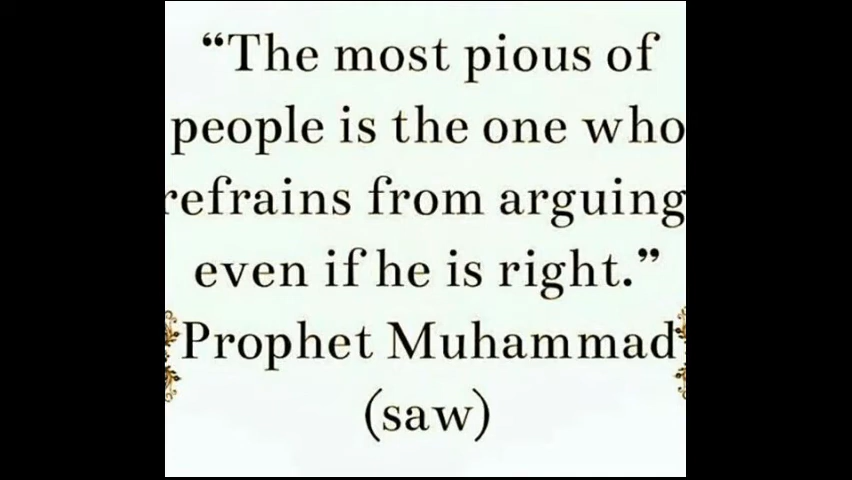 “The most pious of
people is the one who
refrains from arguing
even if he is right.”
Prophet Muhammad
(saw)